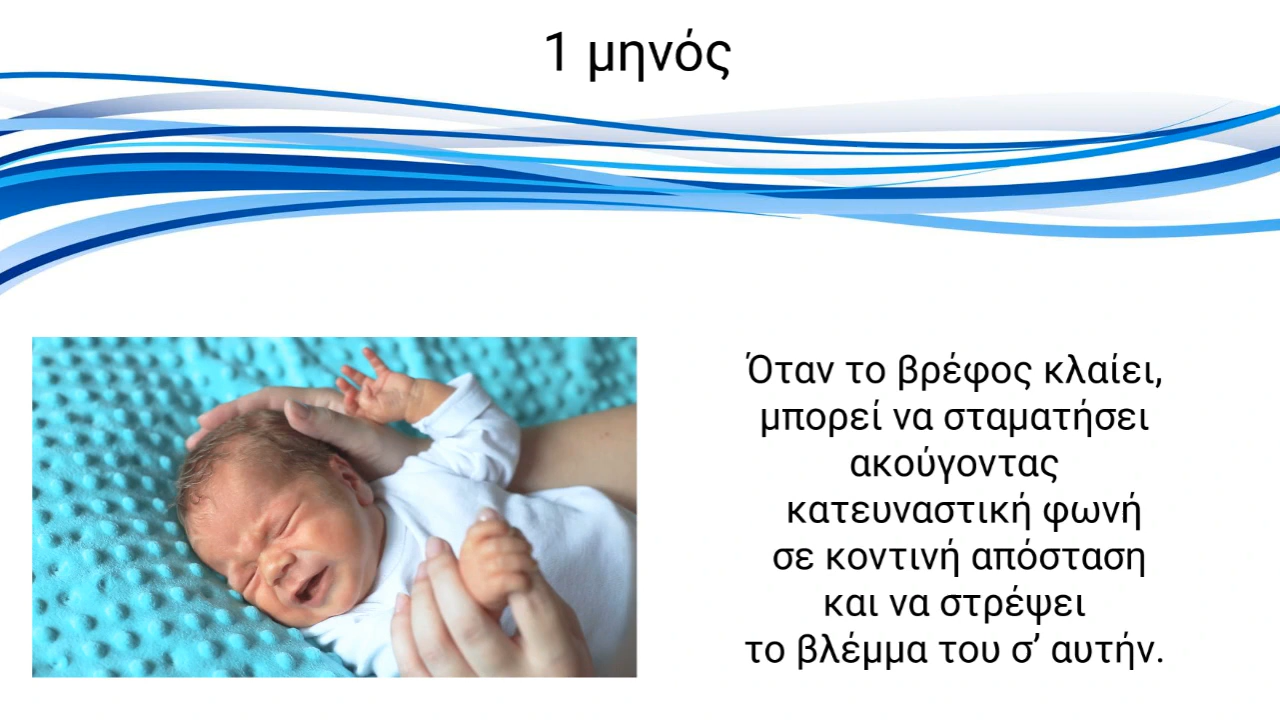 1 μηνός
Όταν το βρέφος κλαίει,
μπορεί να σταματήσει
ακούγοντας
κατευναστική φωνή
σε κοντινή απόσταση
και να στρέψει
το βλέμμα του σ’ αυτήν.